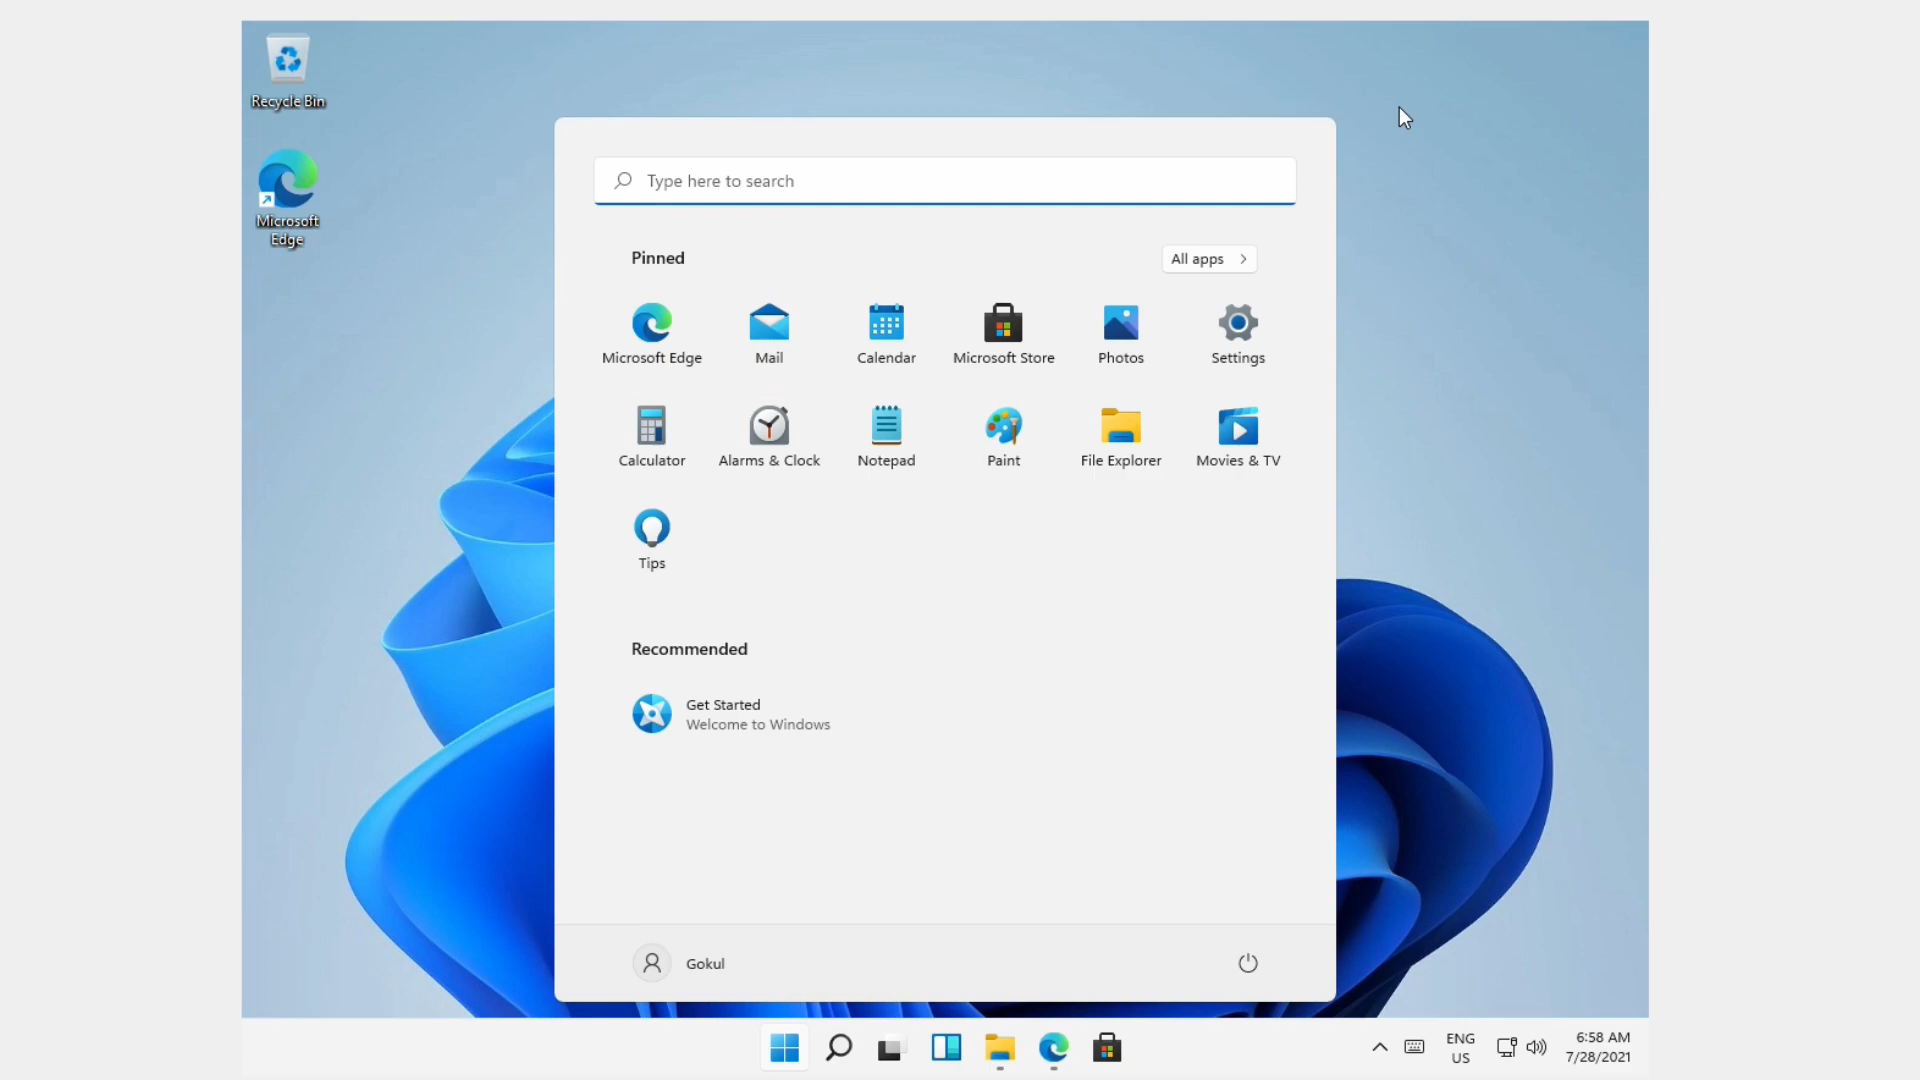 Recycle Bin
Microsoft
Edge
Type here to search
Pinned
All apps
Microsoft Edge
Mail
Calendar
Microsoft Store
Photos
Settings
Calculator
Alarms & Clock
Notepad
Paint
File Explorer
Movies & TV
Tips
Recommended
Get Started
Welcome to Windows
Gokul
ENG
US
6:58 AM
7/28/2021